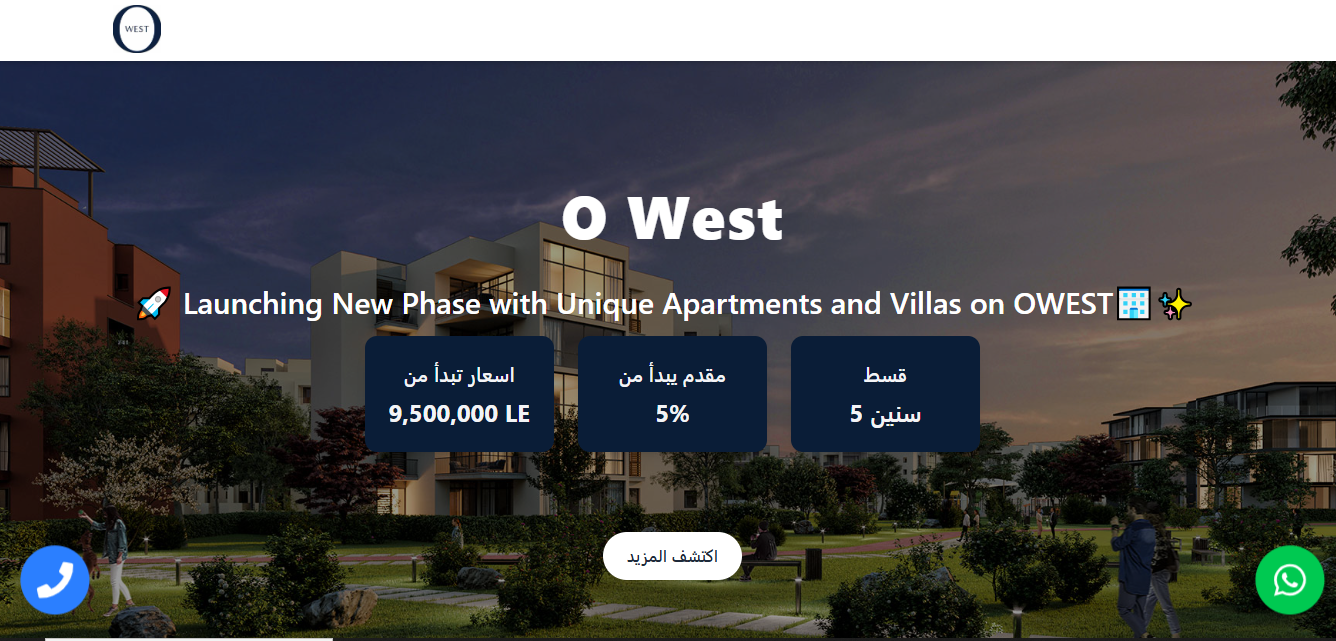 WEST
O West
🚀 Launching New Phase with Unique Apartments and Villas on OWEST🏢✨
اسعار تبدأ من
9,500,000 LE
مقدم يبدأ من
5%
قسط
5 سنين
اكتشف المزيد